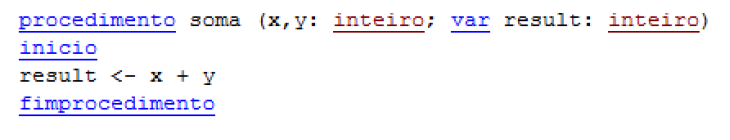 procedimento soma (x,y: inteiro; var result: inteiro)
inicio
result <- x + y
fimprocedimento